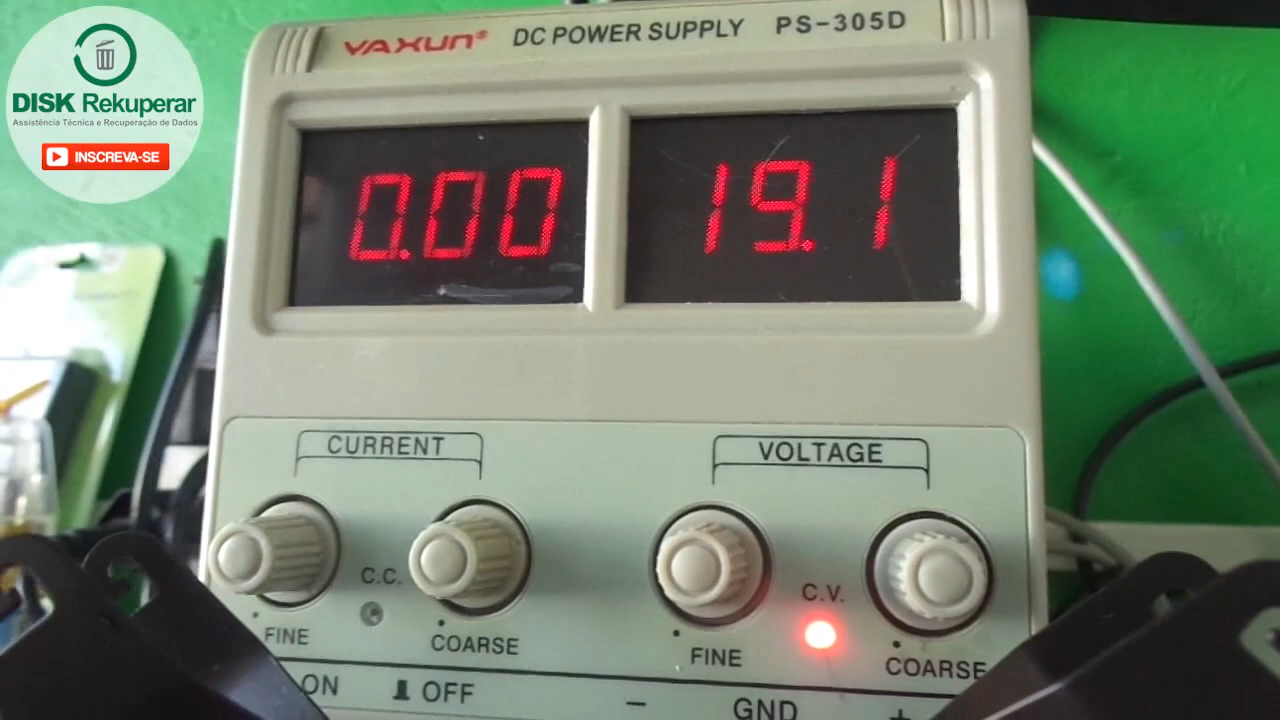 YAXUN® DC POWER SUPPLY PS-305D
DISK Rekuperar
Assistência Técnica e Recuperação de Dados
INSCREVA-SE
0.00 19.1
CURRENT VOLTAGE
C.C. C.V.
FINE COARSE FINE COARSE
ON OFF - GND +